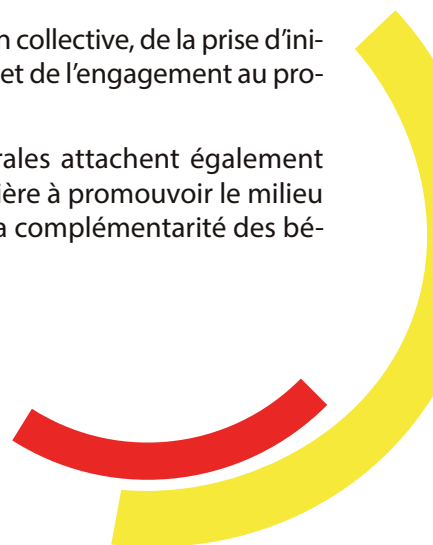 n collective, de la prise d’ini-
et de l’engagement au pro-
rales attachent également
ière à promouvoir le milieu
a complémentarité des bé-